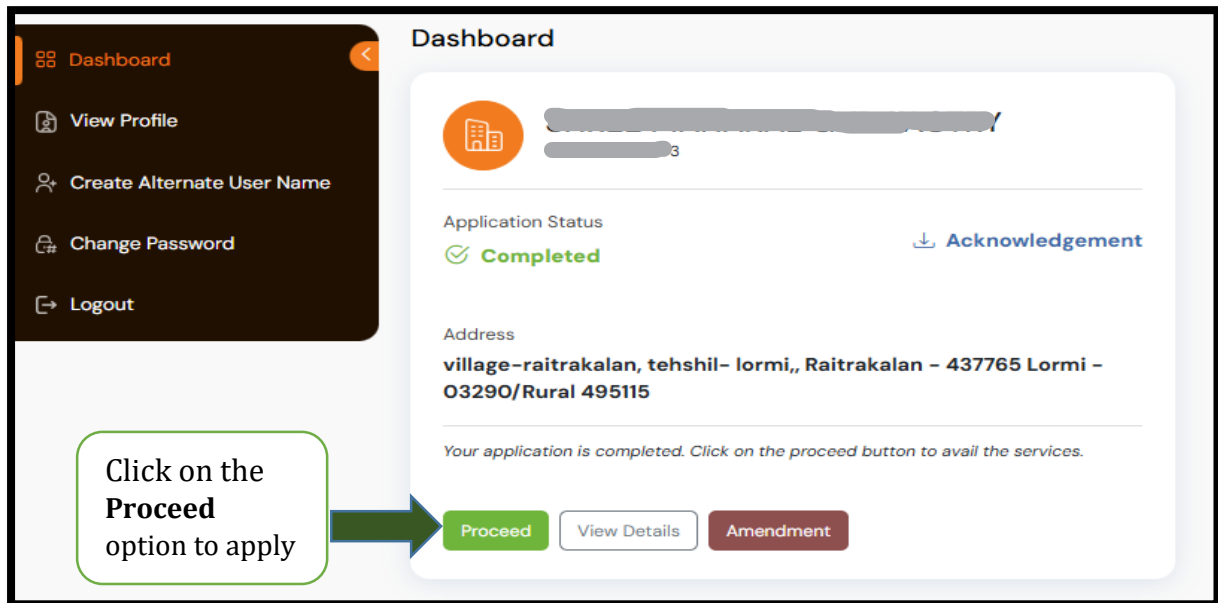 Dashboard
View Profile
Create Alternate User Name
Change Password
Logout
Dashboard
3
Application Status
Completed
Acknowledgement
Address
village-raitrakalan, tehshil- lormi,, Raitrakalan - 437765 Lormi -
03290/Rural 495115
Your application is completed. Click on the proceed button to avail the services.
Click on the
Proceed
option to apply
Proceed
View Details
Amendment